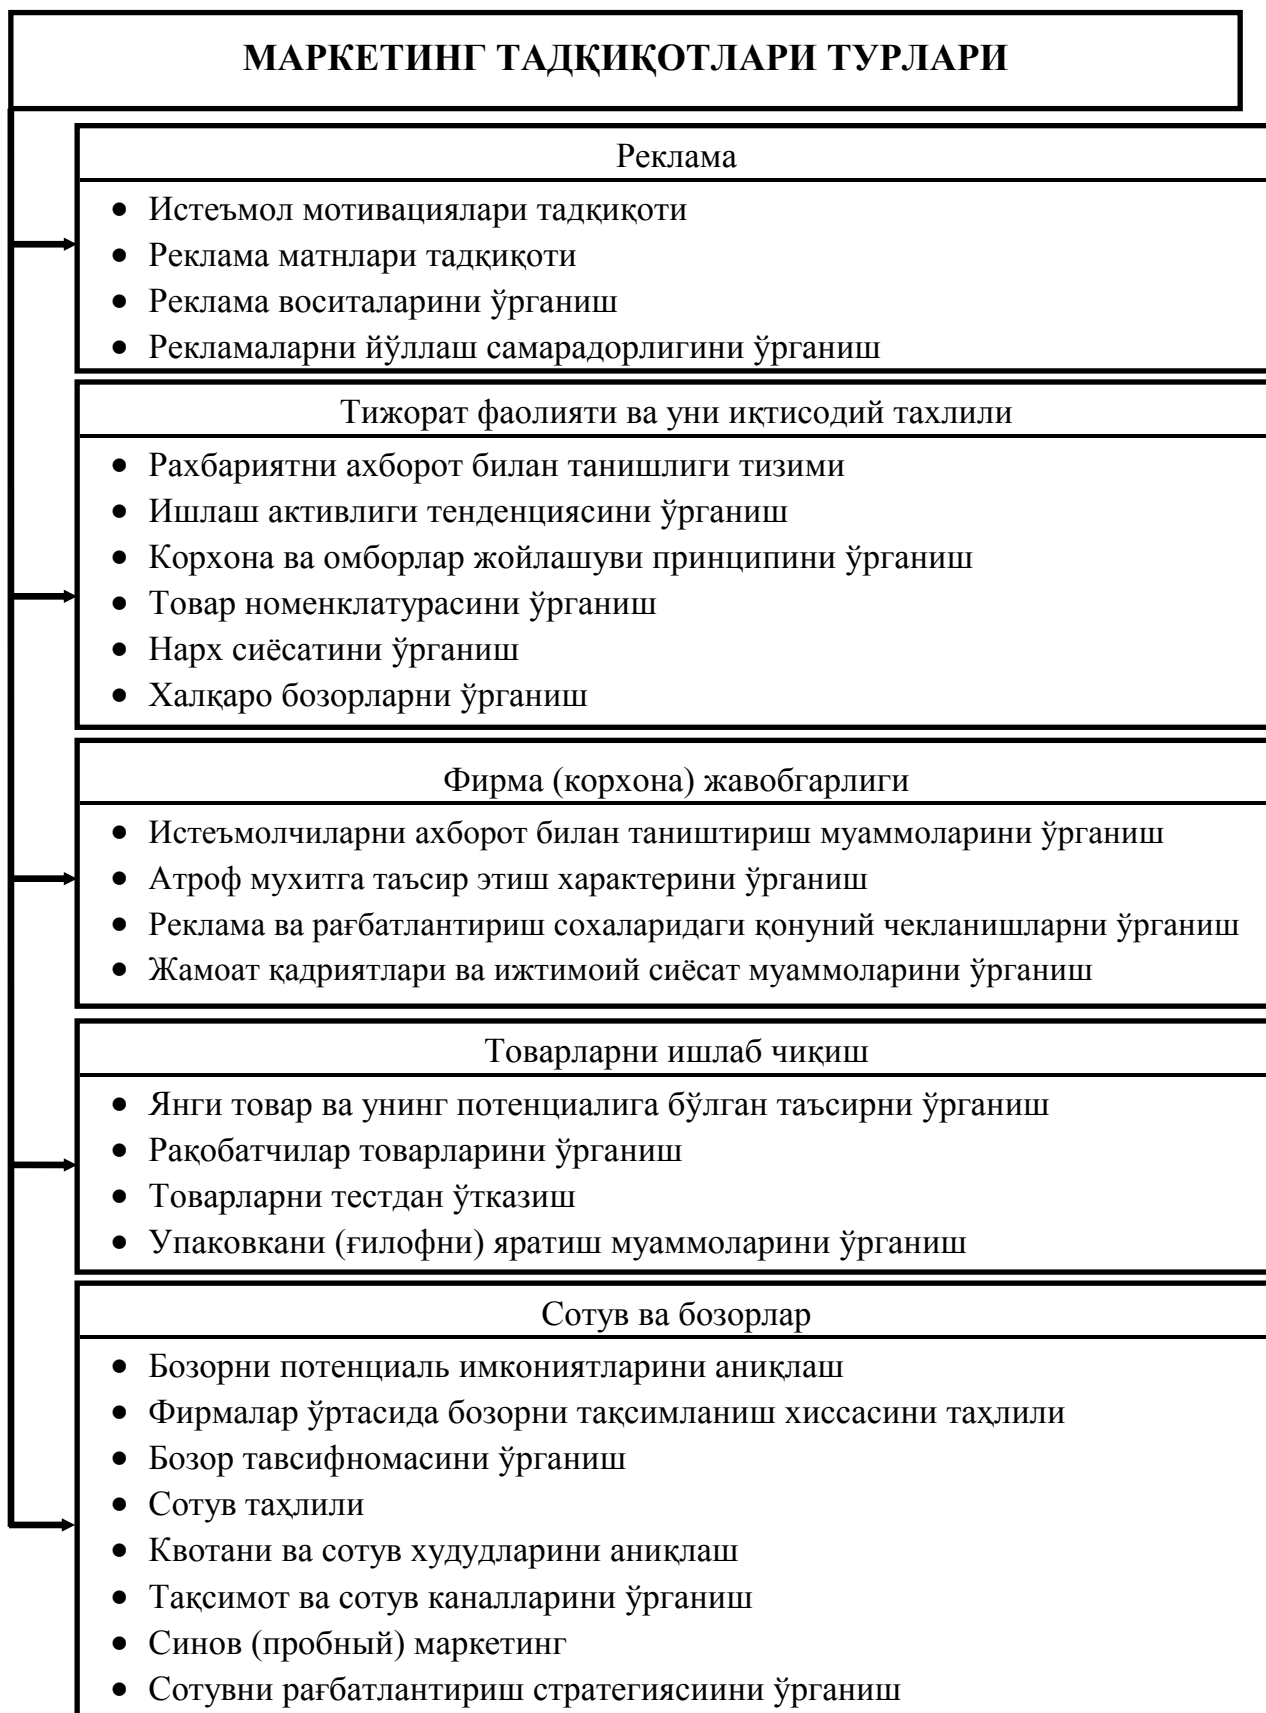 МАРКЕТИНГ ТАДҚИҚОТЛАРИ ТУРЛАРИ
Реклама
• Истеъмол мотивациялари тадқиқоти
• Реклама матнлари тадқиқоти
• Реклама воситаларини ўрганиш
• Рекламаларни йўллаш самарадорлигини ўрганиш
Тижорат фаолияти ва уни иқтисодий тахлили
• Рахбариятни ахборот билан танишлиги тизими
• Ишлаш активлиги тенденциясини ўрганиш
• Корхона ва омборлар жойлашуви принципини ўрганиш
• Товар номенклатурасини ўрганиш
• Нарх сиёсатини ўрганиш
• Халқаро бозорларни ўрганиш
Фирма (корхона) жавобгарлиги
• Истеъмолчиларни ахборот билан таништириш муаммоларини ўрганиш
• Атроф мухитга таъсир этиш характерини ўрганиш
• Реклама ва рағбатлантириш сохаларидаги қонуний чекланишларни ўрганиш
• Жамоат қадриятлари ва ижтимоий сиёсат муаммоларини ўрганиш
Товарларни ишлаб чиқиш
• Янги товар ва унинг потенциалига бўлган таъсирни ўрганиш
• Рақобатчилар товарларини ўрганиш
• Товарларни тестдан ўтказиш
• Упаковкани (ғилофни) яратиш муаммоларини ўрганиш
Сотув ва бозорлар
• Бозорни потенциаль имкониятларини аниқлаш
• Фирмалар ўртасида бозорни тақсимланиш хиссасини таҳлили
• Бозор тавсифномасини ўрганиш
• Сотув таҳлили
• Квотани ва сотув худудларини аниқлаш
• Тақсимот ва сотув каналларини ўрганиш
• Синов (пробный) маркетинг
• Сотувни рағбатлантириш стратегиясиини ўрганиш